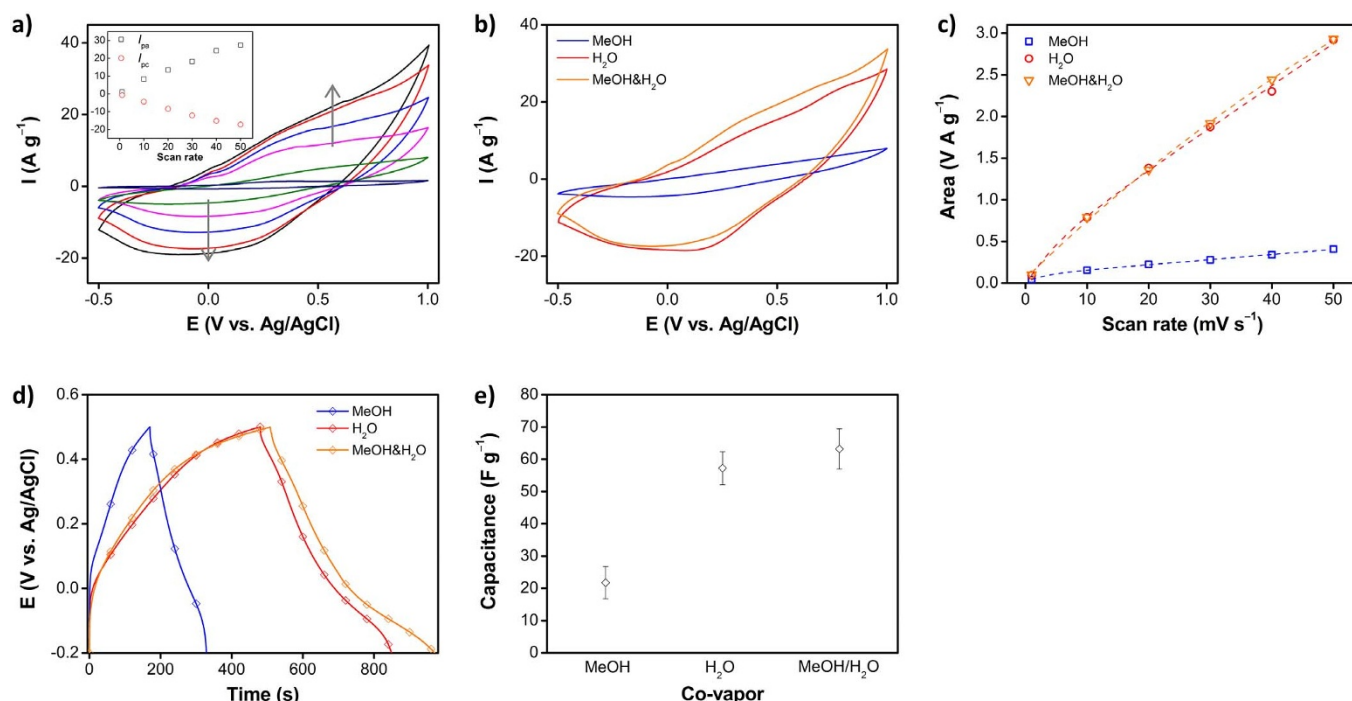 a)
40
20
0
-20
I (A g⁻¹)
-0.5 0.0 0.5 1.0
E (V vs. Ag/AgCl)
30
20
10
0
-10
-20
Ipa
Ipc
0 10 20 30 40 50
Scan rate
b)
40
20
0
-20
I (A g⁻¹)
MeOH
H₂O
MeOH&H₂O
-0.5 0.0 0.5 1.0
E (V vs. Ag/AgCl)
c)
3.0
2.5
2.0
1.5
1.0
0.5
0.0
Area (V A g⁻¹)
MeOH
H₂O
MeOH&H₂O
0 10 20 30 40 50
Scan rate (mV s⁻¹)
d)
0.6
0.4
0.2
0.0
-0.2
E (V vs. Ag/AgCl)
MeOH
H₂O
MeOH&H₂O
0 200 400 600 800
Time (s)
e)
80
70
60
50
40
30
20
10
0
Capacitance (F g⁻¹)
MeOH H₂O MeOH/H₂O
Co-vapor